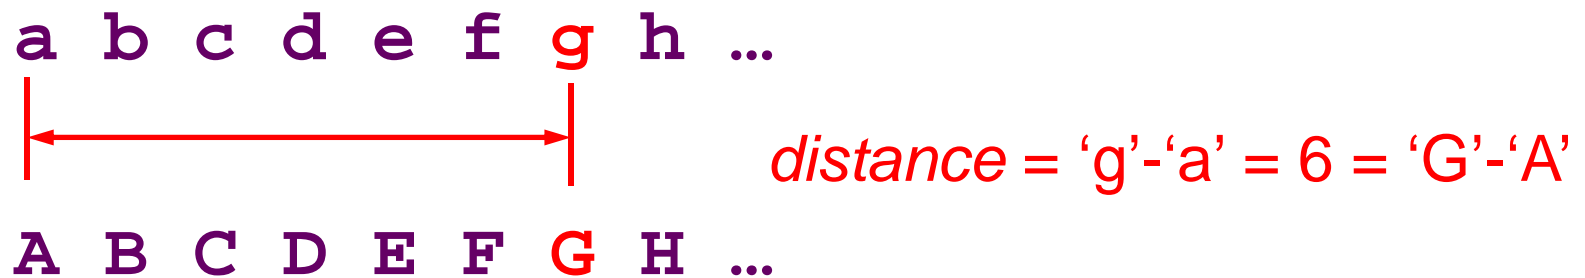 a b c d e f g h …
distance = ‘g’-‘a’ = 6 = ‘G’-‘A’
A B C D E F G H …